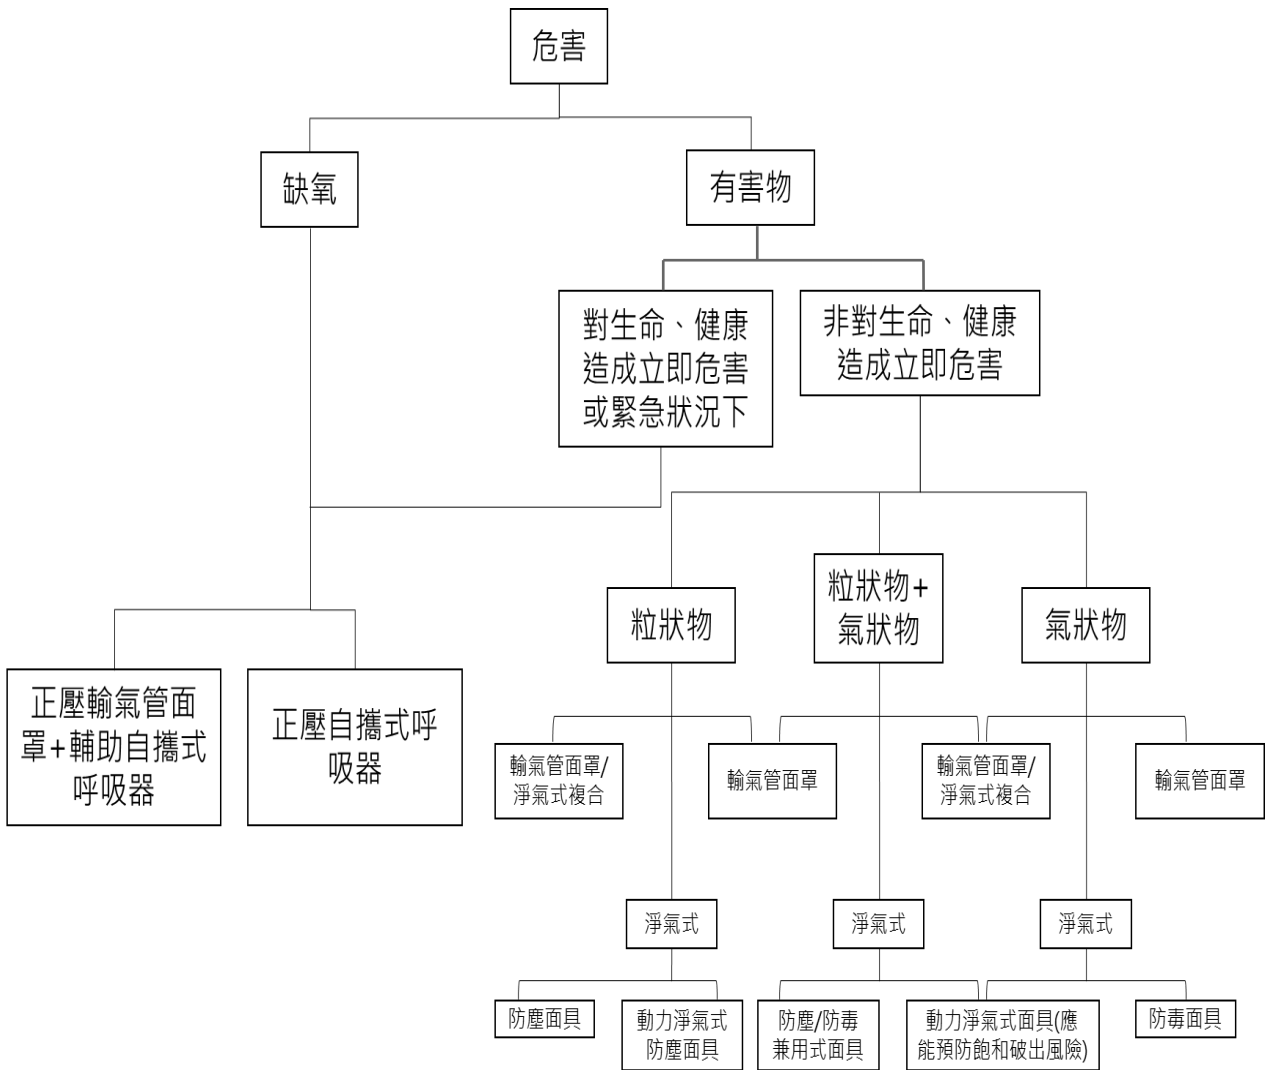 危害
缺氧
有害物
對生命、健康
造成立即危害
或緊急狀況下
非對生命、健康
造成立即危害
粒狀物
粒狀物+
氣狀物
氣狀物
正壓輸氣管面
罩+輔助自攜式
呼吸器
正壓自攜式呼
吸器
輸氣管面罩/
淨氣式複合
輸氣管面罩
輸氣管面罩/
淨氣式複合
輸氣管面罩
淨氣式
淨氣式
淨氣式
防塵面具
動力淨氣式
防塵面具
防塵/防毒
兼用式面具
動力淨氣式面具(應
能預防飽和破出風險)
防毒面具